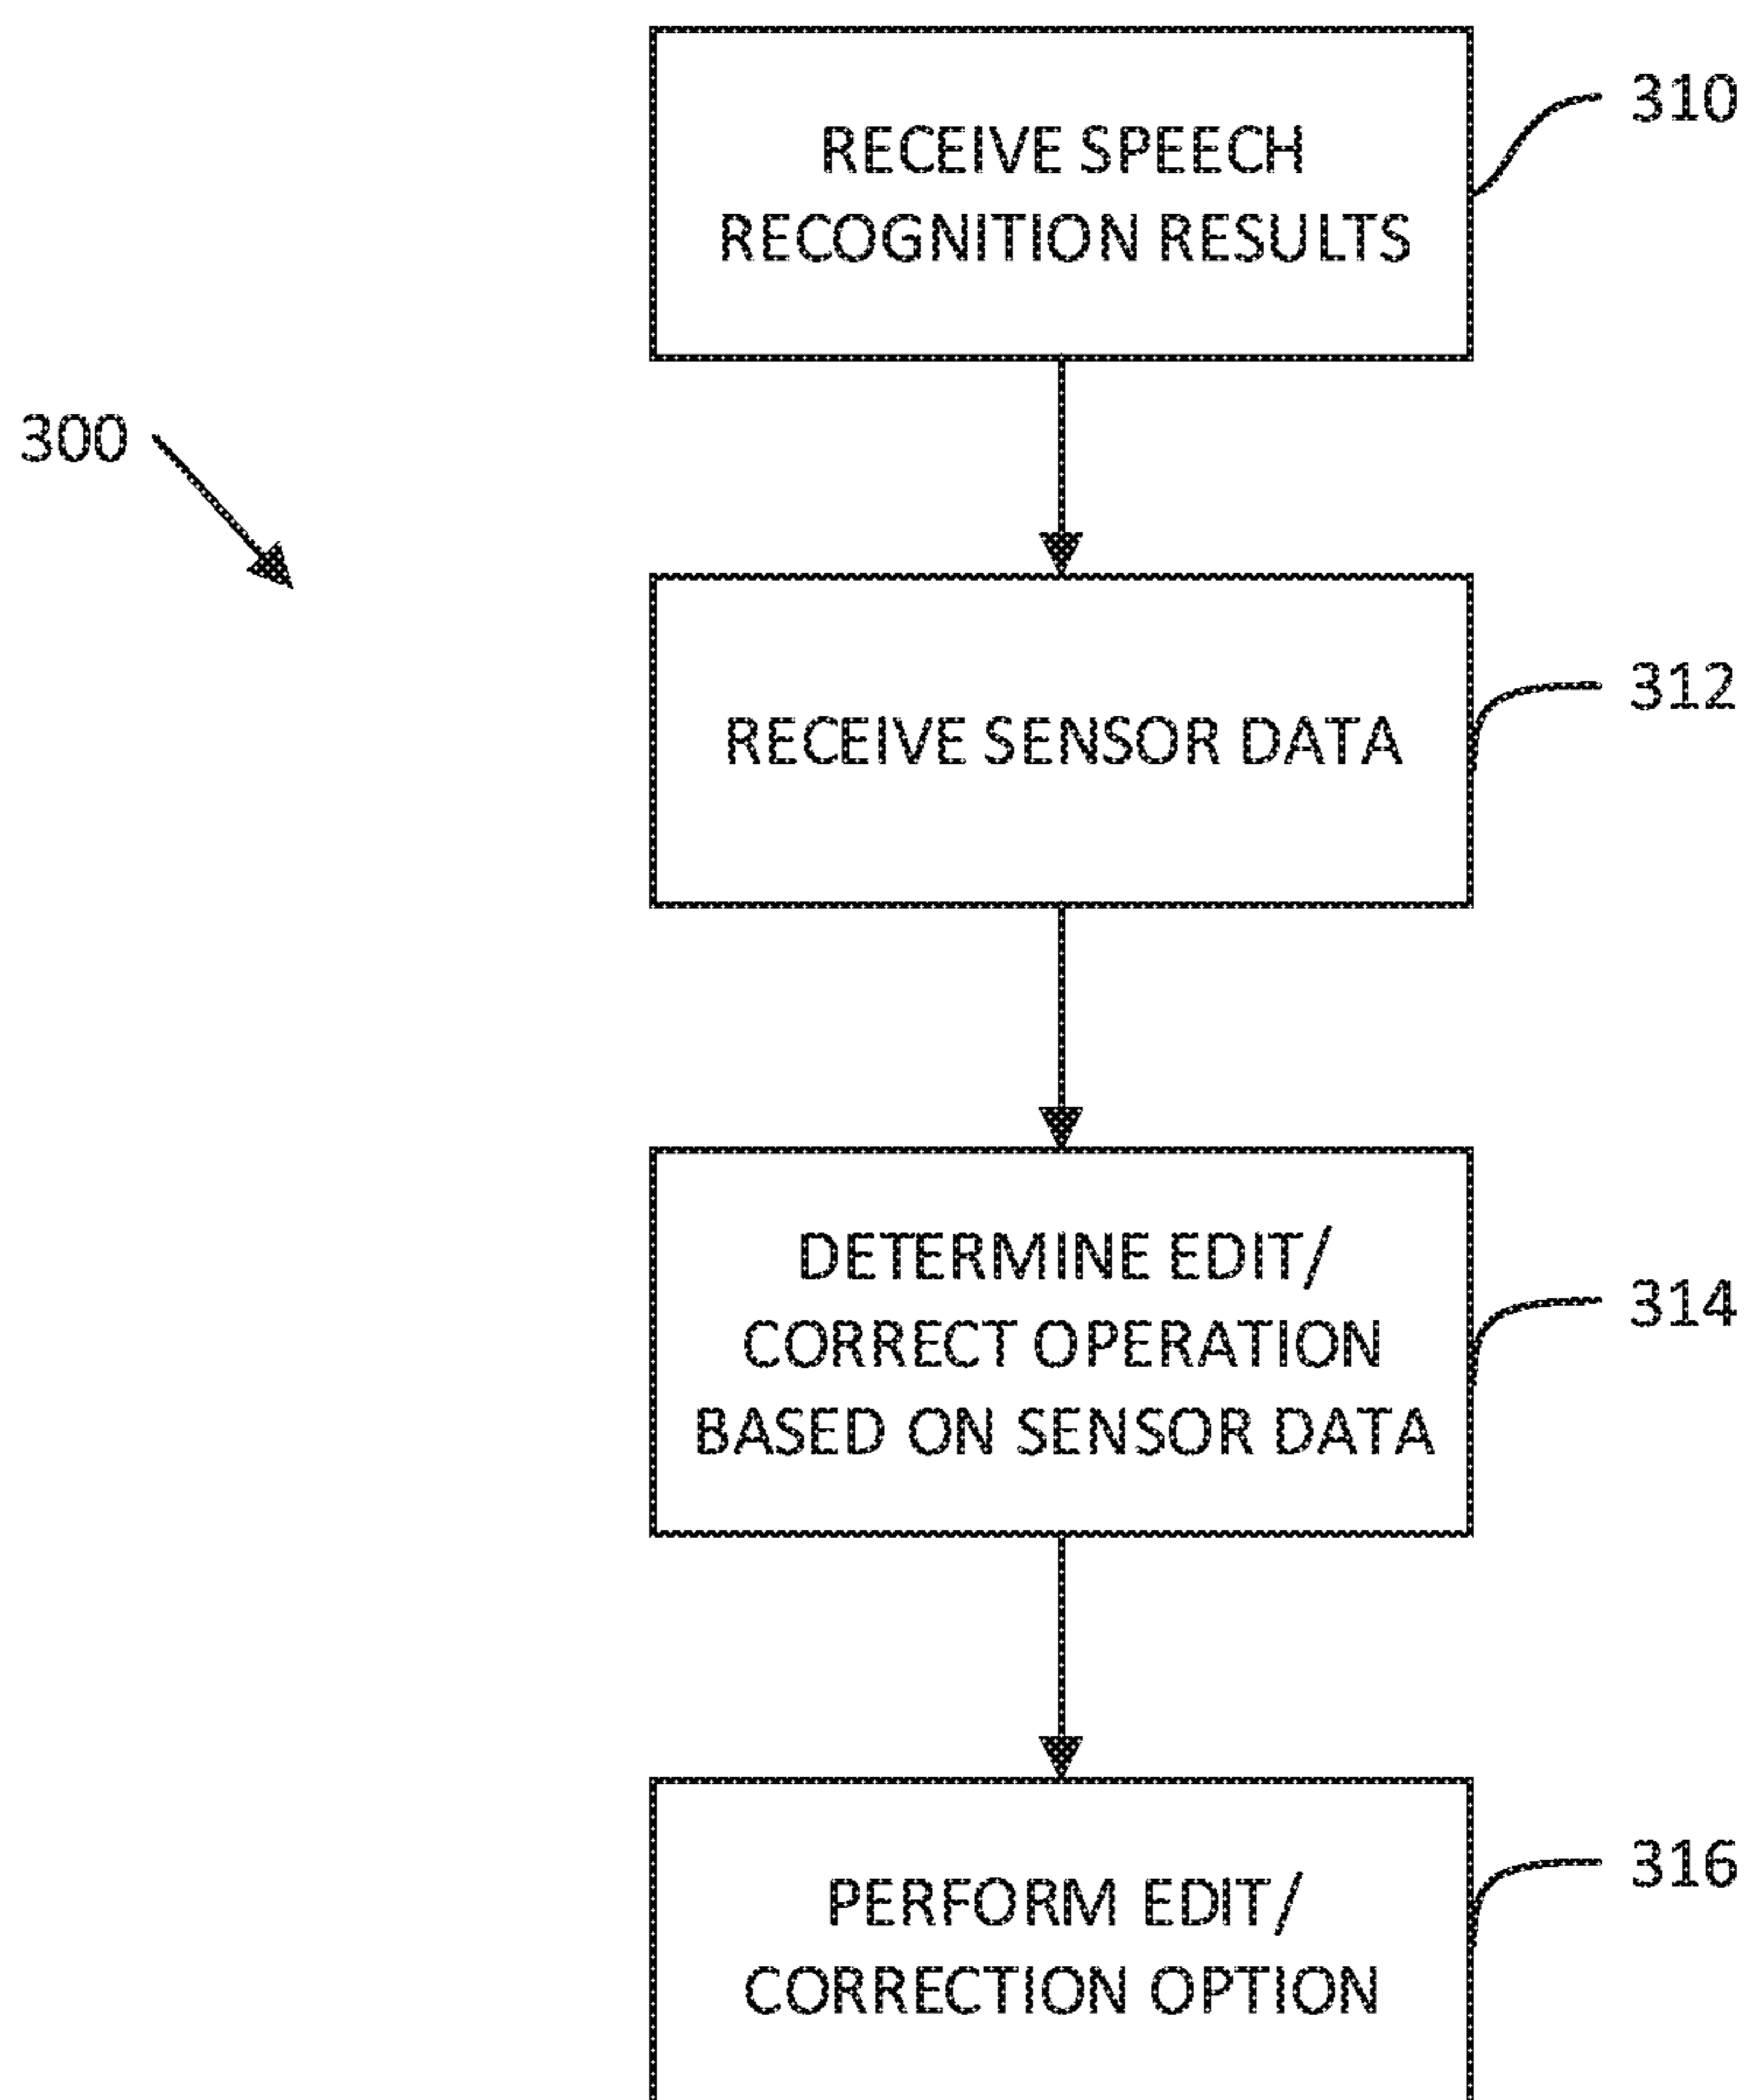 RECEIVE SPEECH
RECOGNITION RESULTS
310
300
RECEIVE SENSOR DATA
312
DETERMINE EDIT/
CORRECT OPERATION
BASED ON SENSOR DATA
314
PERFORM EDIT/
CORRECTION OPTION
316